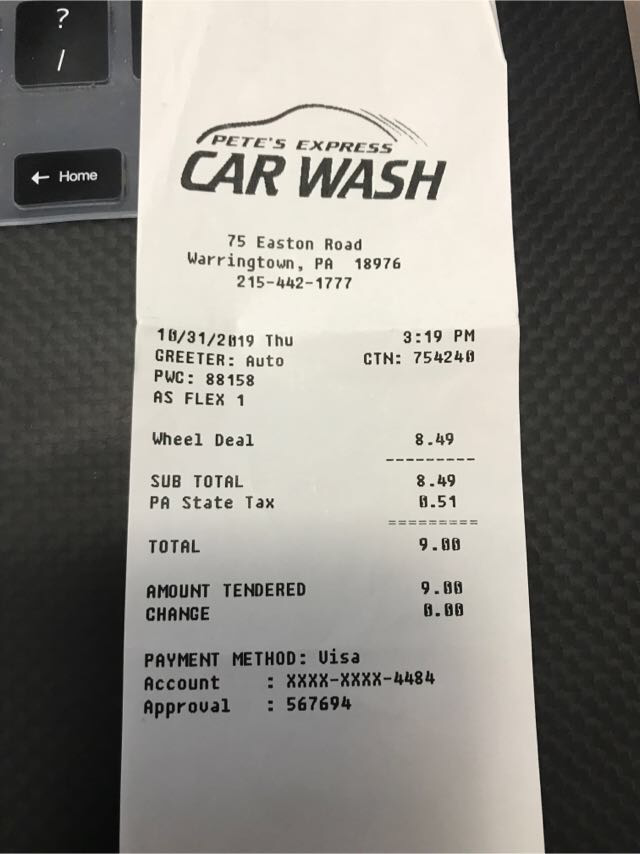 ?
/
← Home
PETE'S EXPRESS
CAR WASH
75 Easton Road
Warringtown, PA 18976
215-442-1777
10/31/2019 Thu 3:19 PM
GREETER: Auto CTN: 754240
PWC: 88158
AS FLEX 1
Wheel Deal 8.49
---------
SUB TOTAL 8.49
PA State Tax 0.51
=========
TOTAL 9.00
AMOUNT TENDERED 9.00
CHANGE 0.00
PAYMENT METHOD: Visa
Account : XXXX-XXXX-4484
Approval : 567694